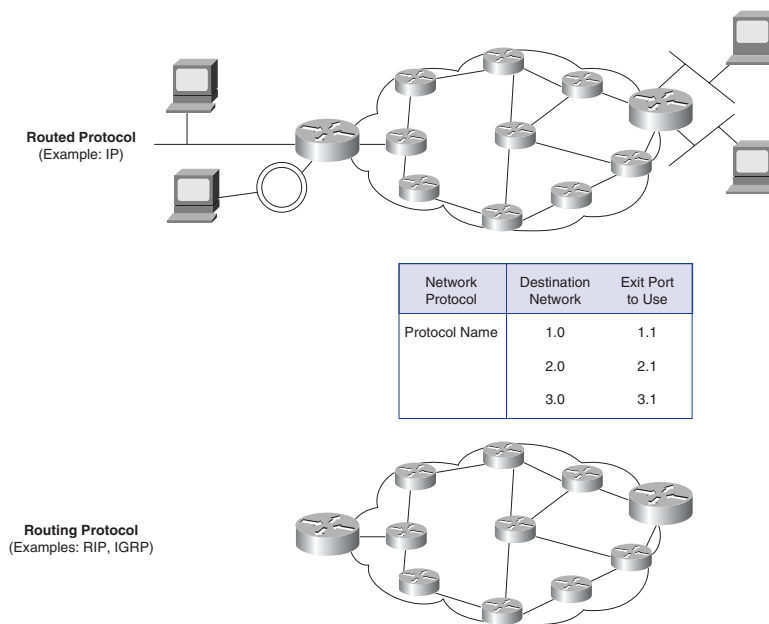 Routed Protocol
(Example: IP)
Network Protocol
Destination Network
Exit Port to Use
Protocol Name
1.0
1.1
2.0
2.1
3.0
3.1
Routing Protocol
(Examples: RIP, IGRP)